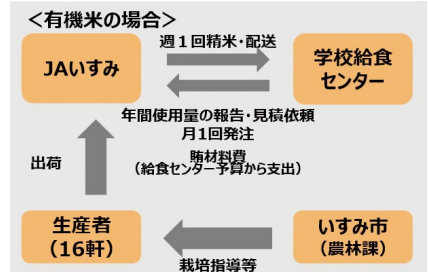 ＜有機米の場合＞
週１回精米・配送
JAいすみ
学校給食
センター
年間使用量の報告・見積依頼
月1回発注
賄材料費
（給食センター予算から支出）
出荷
生産者
（16軒）
いすみ市
（農林課）
栽培指導等